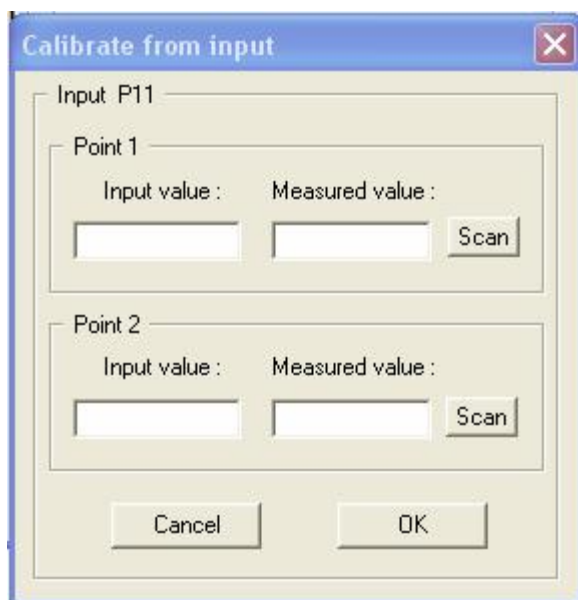 Calibrate from input
Input P11
Point 1
Input value : Measured value :
Scan
Point 2
Input value : Measured value :
Scan
Cancel OK